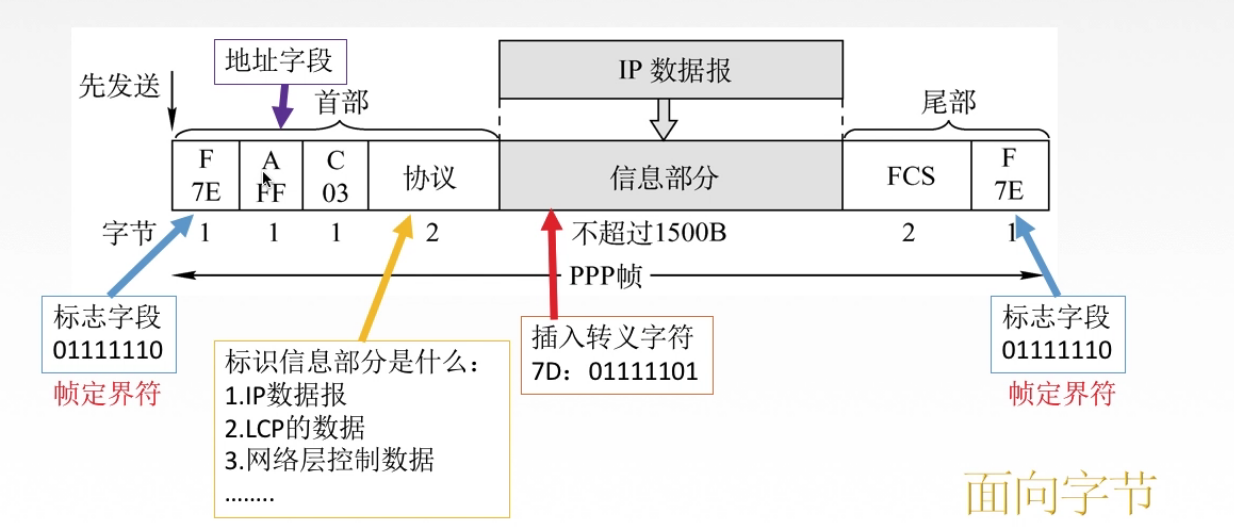 地址字段
IP 数据报
先发送
首部
尾部
F
7E
A
FF
C
03
协议
信息部分
FCS
F
7E
字节
1
1
1
2
不超过1500B
2
1
PPP帧
标志字段
01111110
帧定界符
标识信息部分是什么：
1.IP数据报
2.LCP的数据
3.网络层控制数据
........
插入转义字符
7D：01111101
标志字段
01111110
帧定界符
面向字节